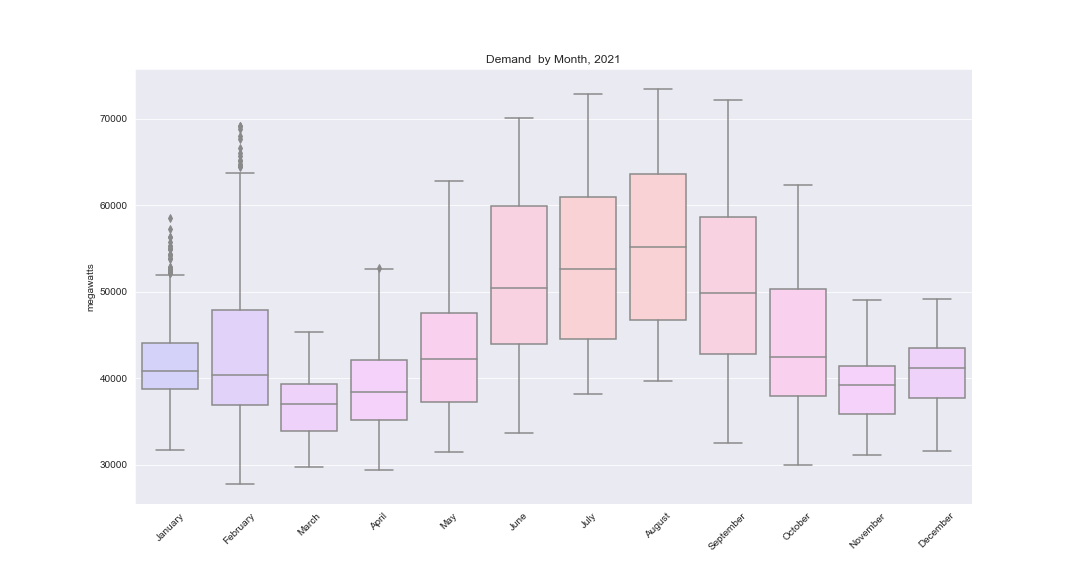 Demand  by Month, 2021
megawatts
70000
60000
50000
40000
30000
January
February
March
April
May
June
July
August
September
October
November
December